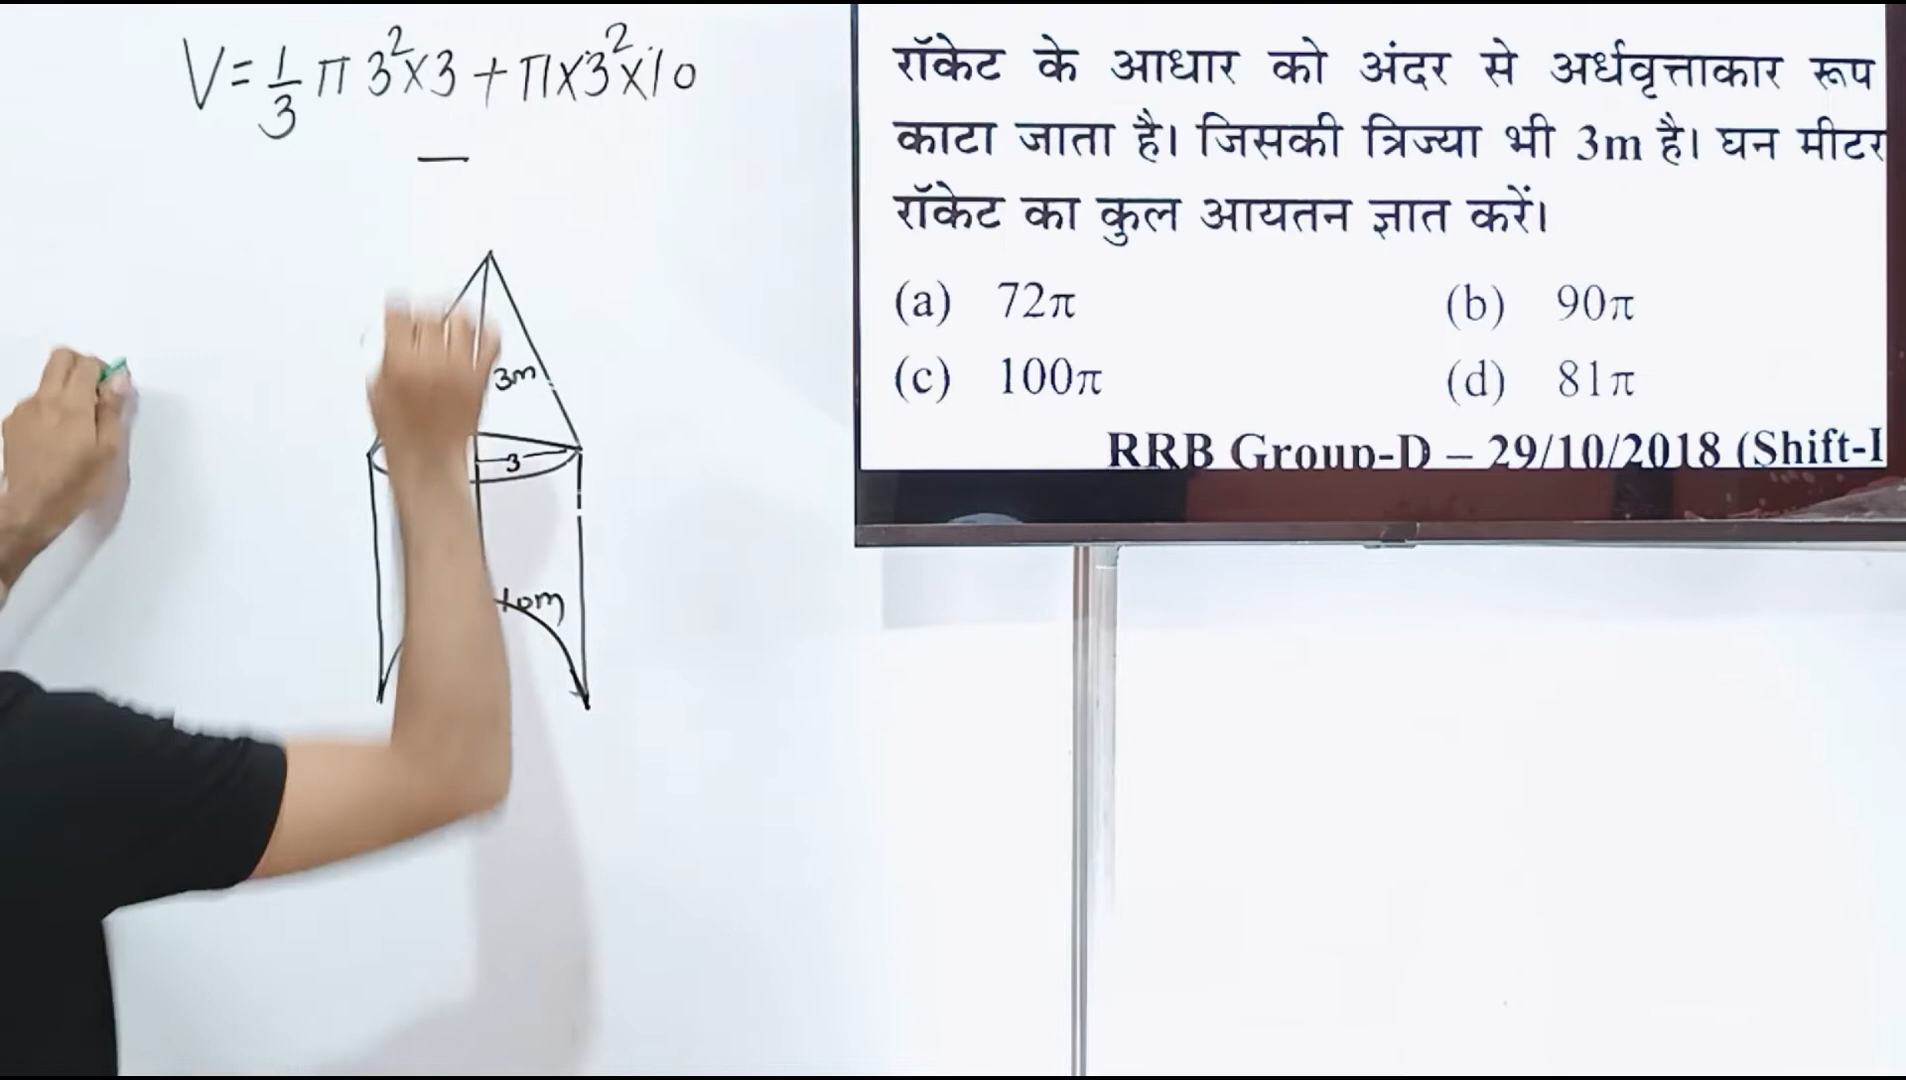 V = 1/3 π 3² × 3 + π × 3² × 10
—
3m
3
10m
रॉकेट के आधार को अंदर से अर्धवृत्ताकार रूप
काटा जाता है। जिसकी त्रिज्या भी 3m है। घन मीटर
रॉकेट का कुल आयतन ज्ञात करें।
(a) 72π (b) 90π
(c) 100π (d) 81π
RRB Group-D – 29/10/2018 (Shift-I